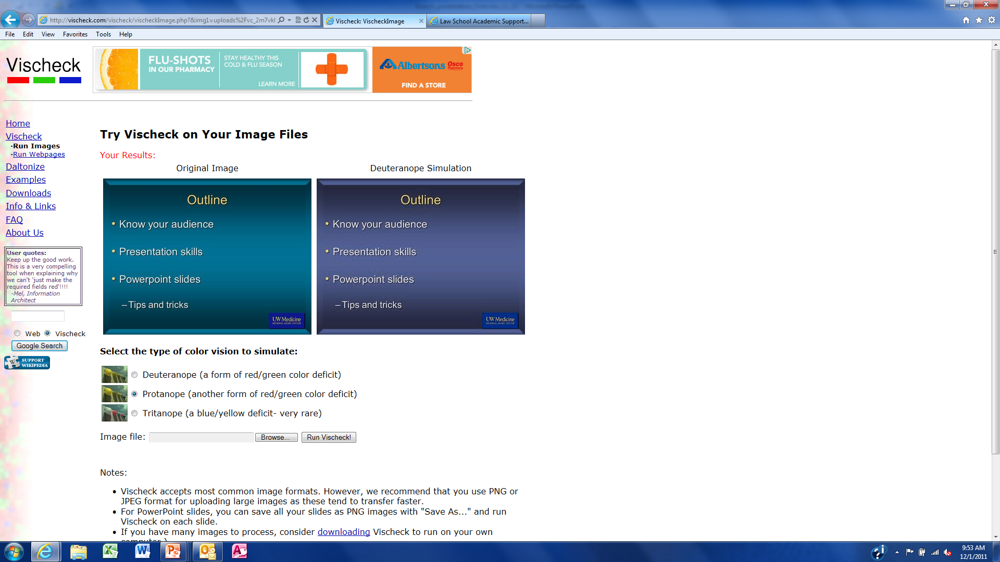 http://vischeck.com/vischeck/vischeckImage.php?&img1=uploads%2Fvc_2m7vkl
Vischeck: VischeckImage
Law School Academic Support...
File Edit View Favorites Tools Help
Vischeck
FLU-SHOTS
IN OUR PHARMACY
STAY HEALTHY THIS
COLD & FLU SEASON
LEARN MORE
Albertsons Osco
Pharmacy
FIND A STORE
Home
Vischeck
·Run Images
·Run Webpages
Daltonize
Examples
Downloads
Info & Links
FAQ
About Us
User quotes:
Keep up the good work.
This is a very compelling
tool when explaining why
we can't 'just make the
required fields red'!!!!
-Mel, Information
Architect
Web Vischeck
Google Search
SUPPORT
WIKIPEDIA
Try Vischeck on Your Image Files
Your Results:
Original Image
Deuteranope Simulation
Outline
• Know your audience
• Presentation skills
• Powerpoint slides
–Tips and tricks
UW Medicine
REGIONAL HEART CENTER
Outline
• Know your audience
• Presentation skills
• Powerpoint slides
–Tips and tricks
UW Medicine
REGIONAL HEART CENTER
Select the type of color vision to simulate:
Deuteranope (a form of red/green color deficit)
Protanope (another form of red/green color deficit)
Tritanope (a blue/yellow deficit- very rare)
Image file: Browse... Run Vischeck!
Notes:
• Vischeck accepts most common image formats. However, we recommend that you use PNG or
JPEG format for uploading large images as these tend to transfer faster.
• For PowerPoint slides, you can save all your slides as PNG images with "Save As..." and run
Vischeck on each slide.
• If you have many images to process, consider downloading Vischeck to run on your own
computer.)
9:53 AM
12/1/2011